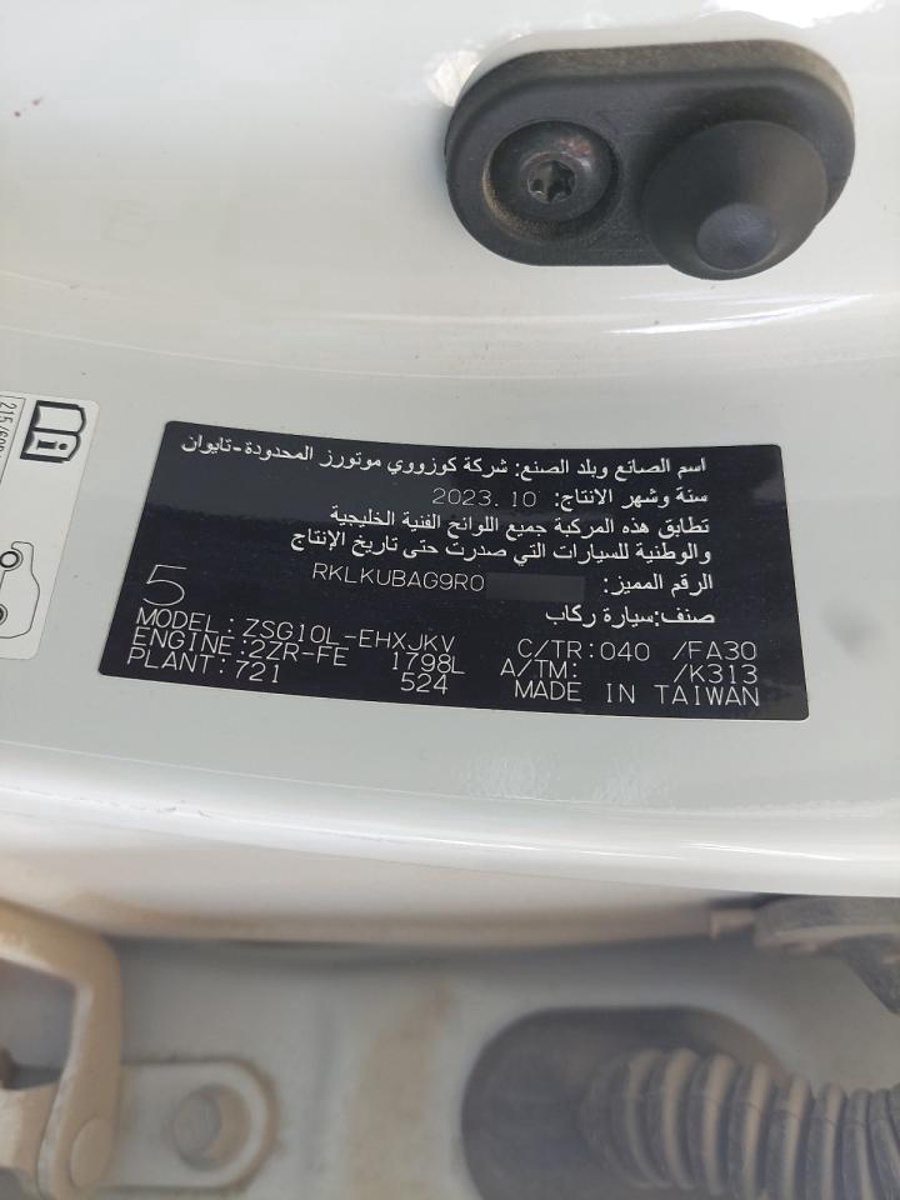 215/60
اسم الصانع وبلد الصنع: شركة كوزووي موتورز المحدودة-تايوان
سنة وشهر الانتاج: 2023.10
تطابق هذه المركبة جميع اللوائح الفنية الخليجية
والوطنية للسيارات التي صدرت حتى تاريخ الإنتاج
الرقم المميز: RKLKUBAG9R0
صنف:سيارة ركاب
5
MODEL:ZSG10L-EHXJKV C/TR:040 /FA30
ENGINE:2ZR-FE 1798L A/TM: /K313
PLANT:721 524 MADE IN TAIWAN